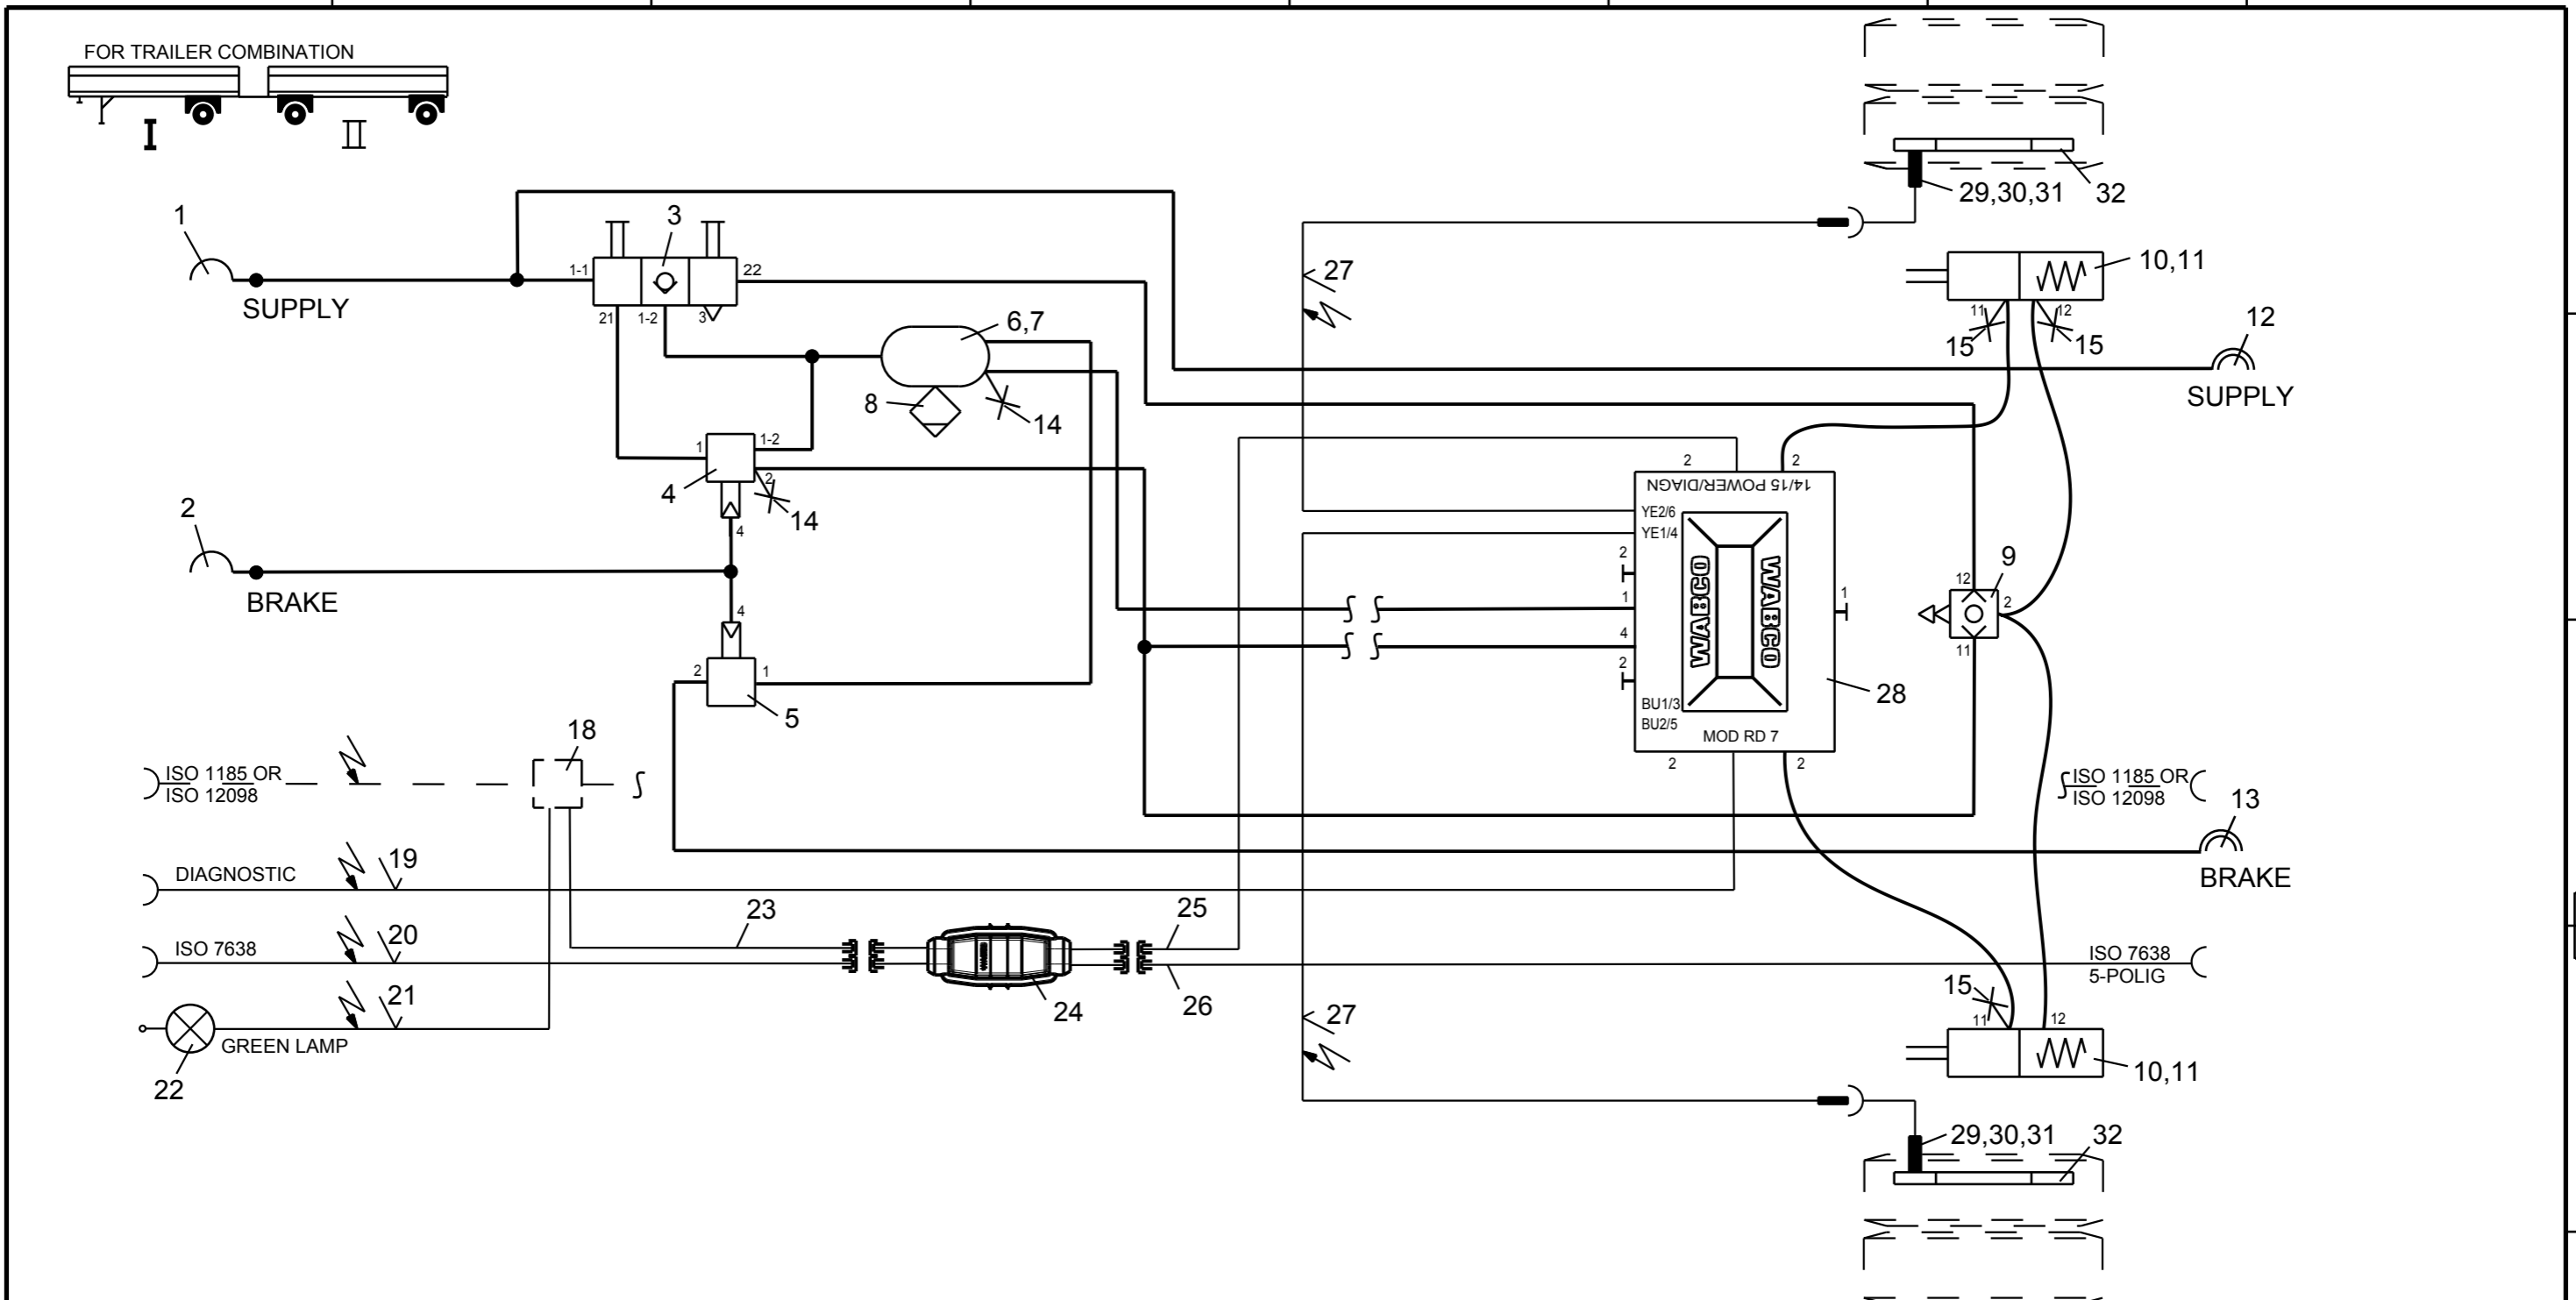 FOR TRAILER COMBINATION
I
II
1
SUPPLY
3
1-1
22
21
1-2
3
6,7
8
14
1
1-2
4
2
14
4
2
BRAKE
4
2
1
5
27
29,30,31
32
10,11
11
12
15
15
12
SUPPLY
2
2
14/15 POWER/DIAGN
YE2/6
YE1/4
2
1
4
2
BU1/3
BU2/5
WABCO
WABCO
MOD RD 7
1
28
2
2
12
9
2
11
18
ISO 1185 OR
ISO 12098
ISO 1185 OR
ISO 12098
13
BRAKE
DIAGNOSTIC
19
23
25
ISO 7638
20
24
26
ISO 7638
5-POLIG
21
GREEN LAMP
22
27
15
11
12
10,11
29,30,31
32